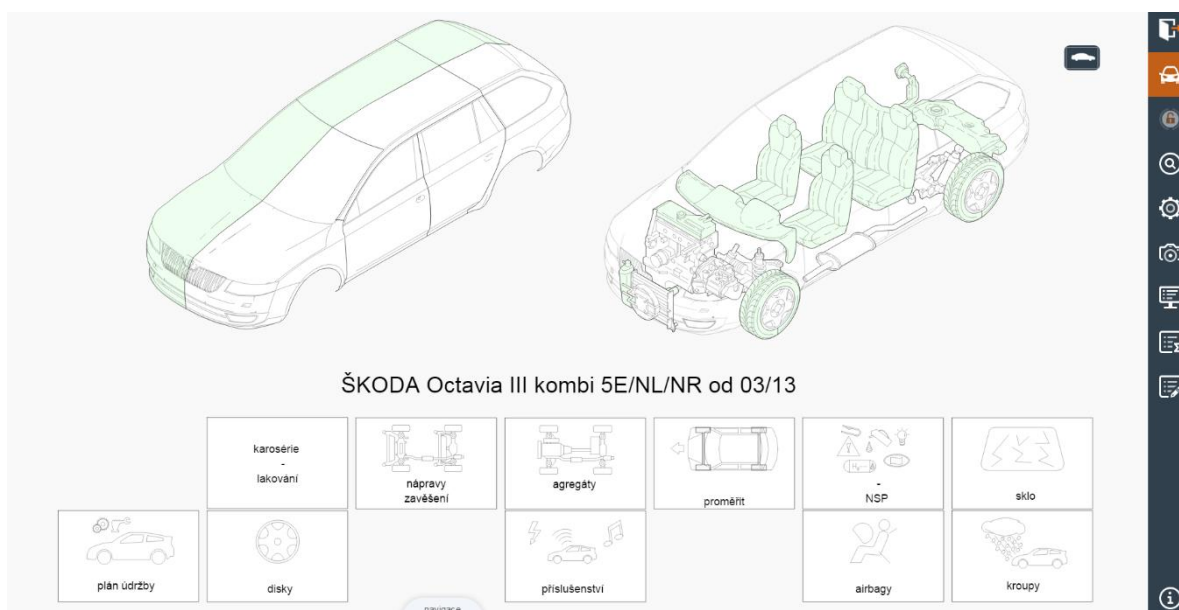 ŠKODA Octavia III kombi 5E/NL/NR od 03/13
karosérie
-
lakování
nápravy
zavěšení
agregáty
proměřit
-
NSP
sklo
plán údržby
disky
příslušenství
airbagy
kroupy
navigace